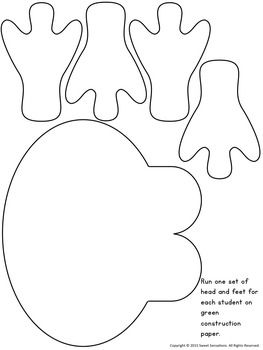 Run one set of
head and feet for
each student on
green
construction
paper.
Copyright © 2015 Sweet Sensations. All rights reserved.